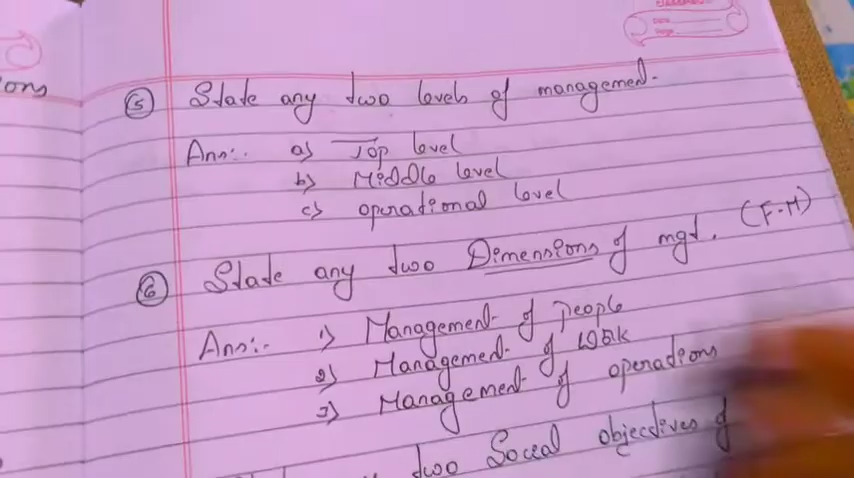 ons
Date
Page
5 State any two levels of management.
Ans:- a) Top level
b) Middle level
c) operational level
6 State any two Dimensions of mgt. (F-M)
Ans:- 1) Management of people
2) Management of work
3) Management of operations
two Social objectives of